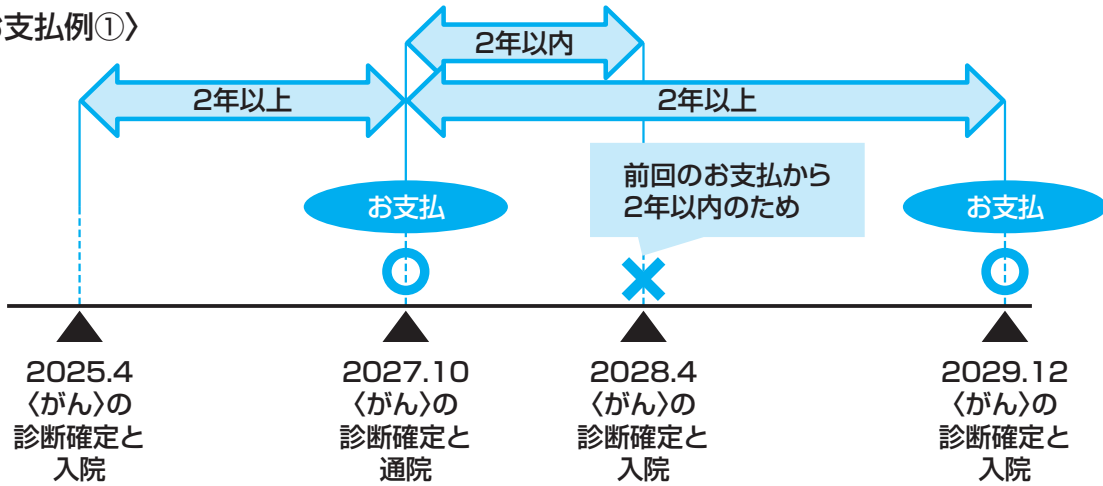 お支払例①〉
2年以内
2年以上
2年以上
前回のお支払から
2年以内のため
お支払
お支払
2025.4
〈がん〉の
診断確定と
入院
2027.10
〈がん〉の
診断確定と
通院
2028.4
〈がん〉の
診断確定と
入院
2029.12
〈がん〉の
診断確定と
入院